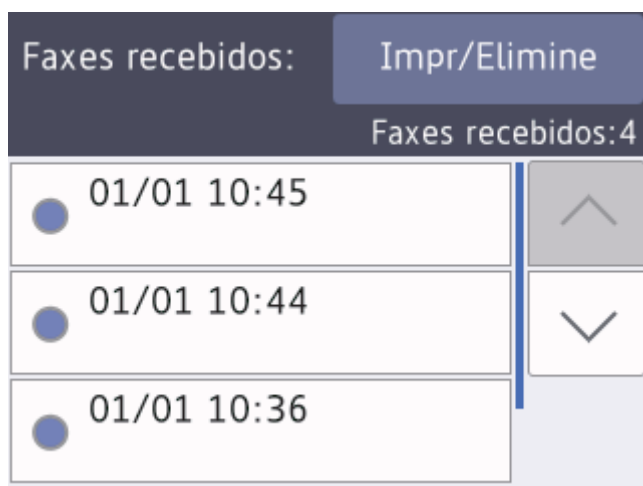 Faxes recebidos:
Impr/Elimine
Faxes recebidos:4
01/01 10:45
01/01 10:44
01/01 10:36